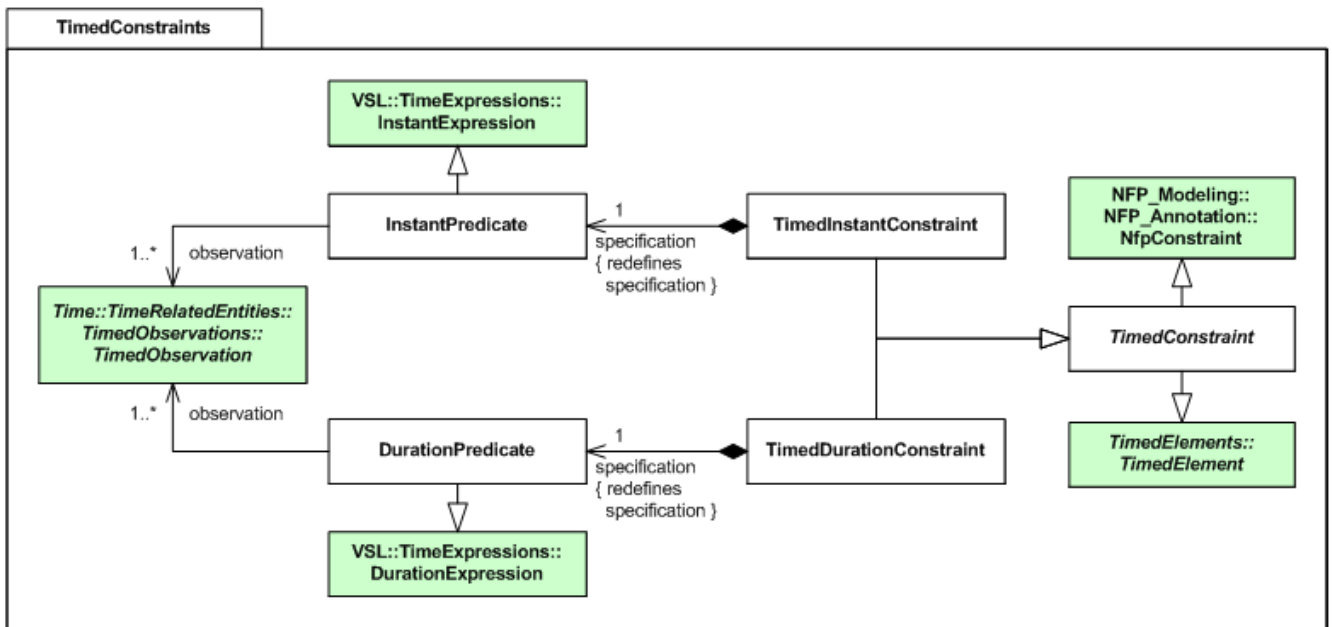 TimedConstraints
VSL::TimeExpressions::
InstantExpression
InstantPredicate
1
specification
{ redefines
specification }
TimedInstantConstraint
NFP_Modeling::
NFP_Annotation::
NfpConstraint
1..*
observation
Time::TimeRelatedEntities::
TimedObservations::
TimedObservation
TimedConstraint
1..*
observation
DurationPredicate
1
specification
{ redefines
specification }
TimedDurationConstraint
TimedElements::
TimedElement
VSL::TimeExpressions::
DurationExpression